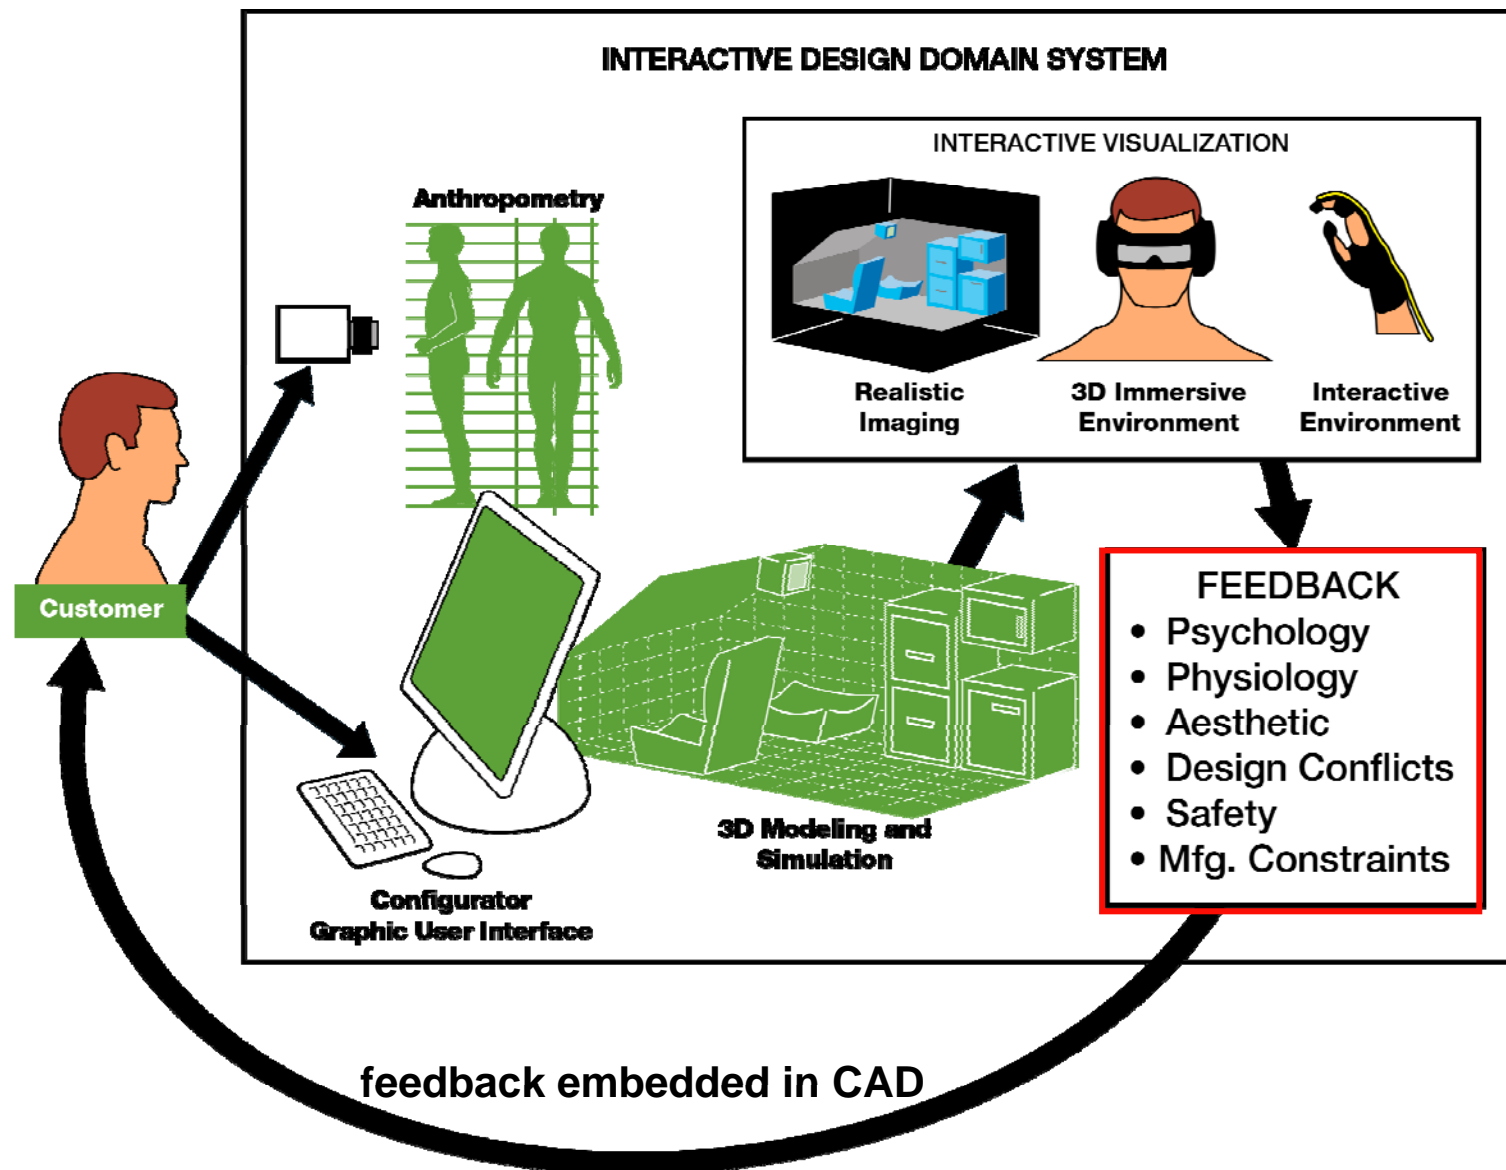 INTERACTIVE DESIGN DOMAIN SYSTEM
INTERACTIVE VISUALIZATION
Anthropometry
Realistic
Imaging
3D Immersive
Environment
Interactive
Environment
Customer
FEEDBACK
• Psychology
• Physiology
• Aesthetic
• Design Conflicts
• Safety
• Mfg. Constraints
3D Modeling and
Simulation
Configurator
Graphic User Interface
feedback embedded in CAD